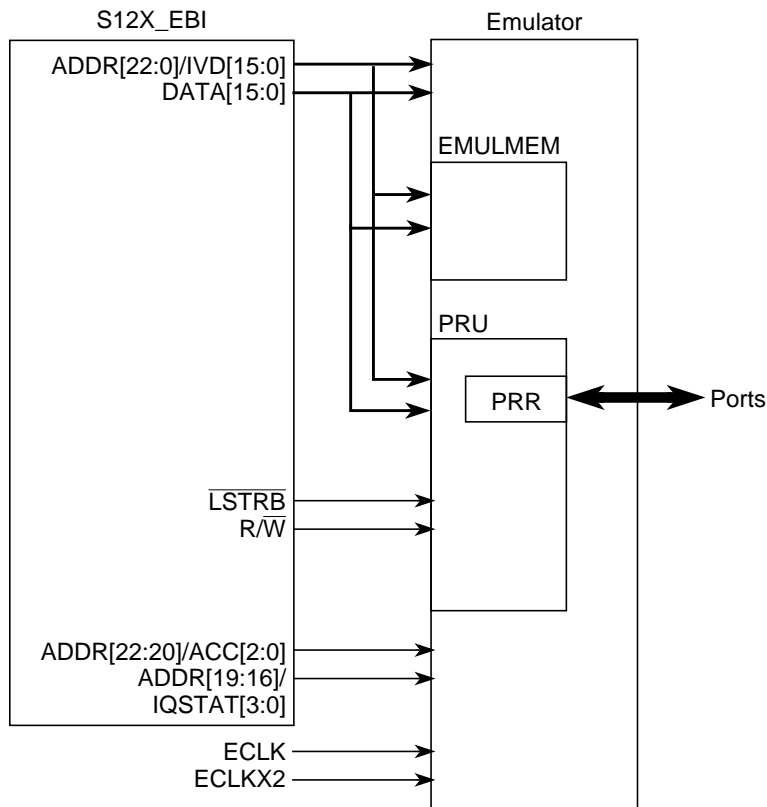 S12X_EBI
Emulator
ADDR[22:0]/IVD[15:0]
DATA[15:0]
EMULMEM
PRU
PRR
Ports
LSTRB
R/W
ADDR[22:20]/ACC[2:0]
ADDR[19:16]/
IQSTAT[3:0]
ECLK
ECLKX2